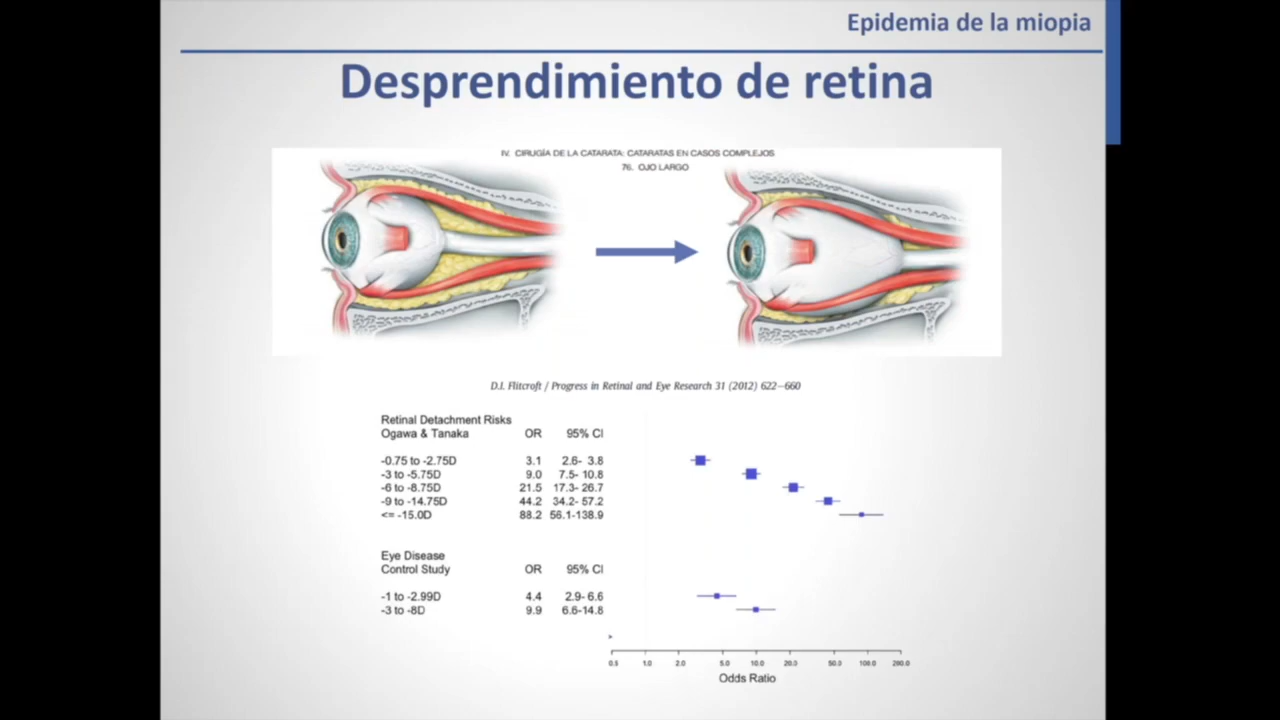 Epidemia de la miopia
Desprendimiento de retina
IV. CIRUGÍA DE LA CATARATA: CATARATAS EN CASOS COMPLEJOS
76. OJO LARGO
D.I. Flitcroft / Progress in Retinal and Eye Research 31 (2012) 622–660
Retinal Detachment Risks
Ogawa & Tanaka OR 95% CI
-0.75 to -2.75D 3.1 2.6- 3.8
-3 to -5.75D 9.0 7.5- 10.8
-6 to -8.75D 21.5 17.3- 26.7
-9 to -14.75D 44.2 34.2- 57.2
<= -15.0D 88.2 56.1-138.9
Eye Disease
Control Study OR 95% CI
-1 to -2.99D 4.4 2.9- 6.6
-3 to -8D 9.9 6.6-14.8
0.5 1.0 2.0 5.0 10.0 20.0 50.0 100.0 200.0
Odds Ratio